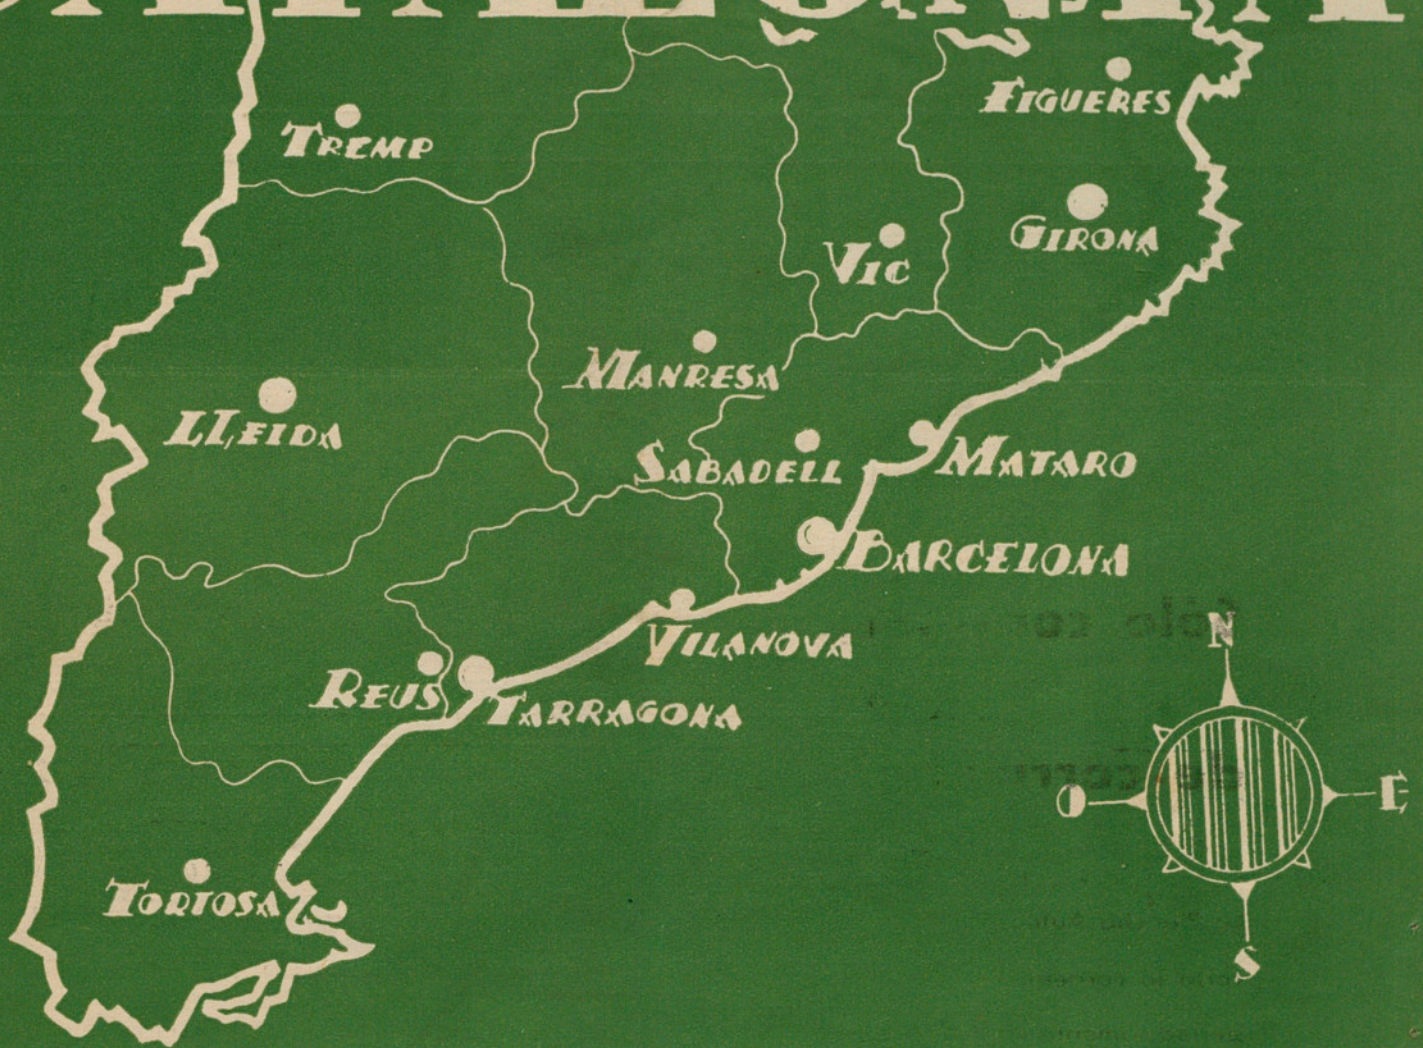 FIGUERES
TREMP
GIRONA
VIC
MANRESA
LLEIDA
SABADELL
MATARO
BARCELONA
VILANOVA
REUS
TARRAGONA
TORTOSA
N
O
E
S